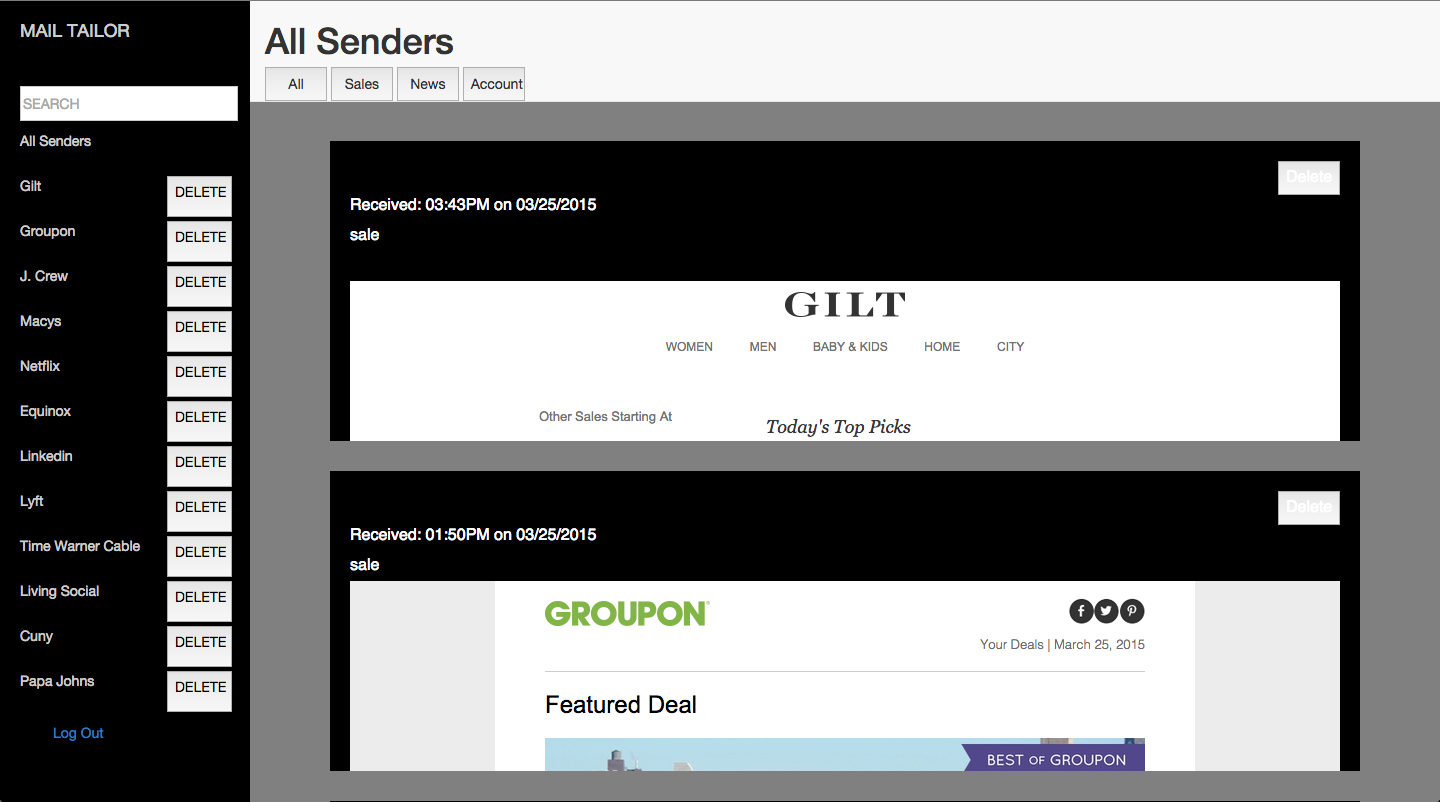 MAIL TAILOR
SEARCH
All Senders
Gilt DELETE
Groupon DELETE
J. Crew DELETE
Macys DELETE
Netflix DELETE
Equinox DELETE
Linkedin DELETE
Lyft DELETE
Time Warner Cable DELETE
Living Social DELETE
Cuny DELETE
Papa Johns DELETE
Log Out
All Senders
All Sales News Account
Delete
Received: 03:43PM on 03/25/2015
sale
GILT
WOMEN MEN BABY & KIDS HOME CITY
Other Sales Starting At
Today's Top Picks
Delete
Received: 01:50PM on 03/25/2015
sale
GROUPON
Your Deals | March 25, 2015
Featured Deal
BEST OF GROUPON